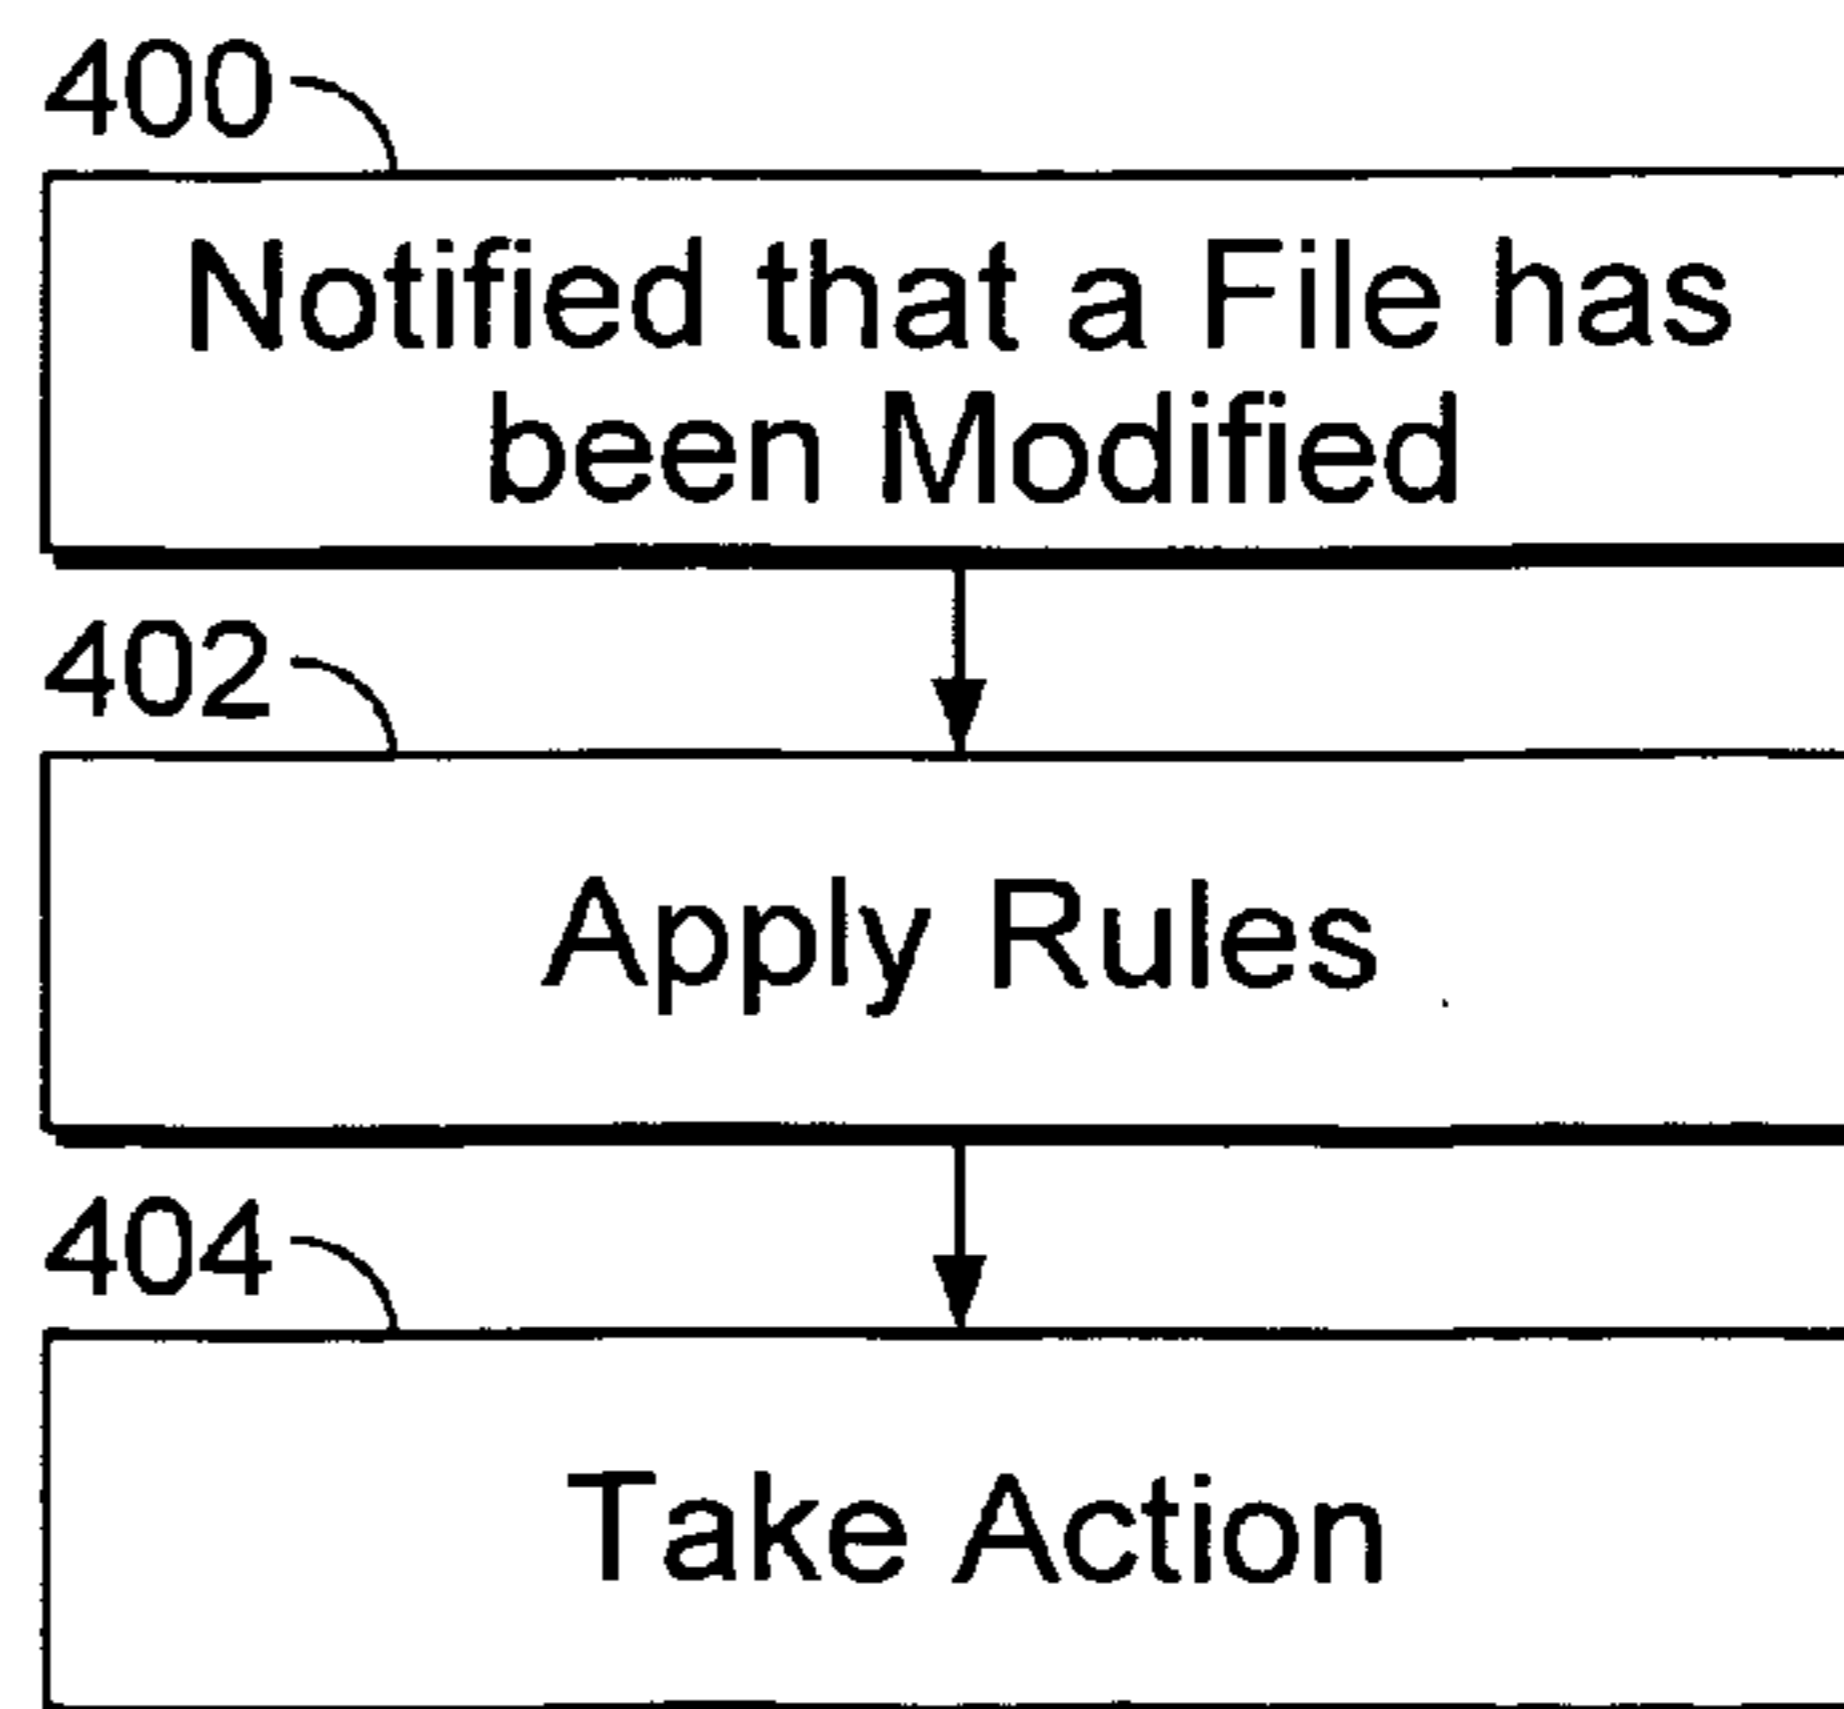 400
Notified that a File has
been Modified
402
Apply Rules
404
Take Action